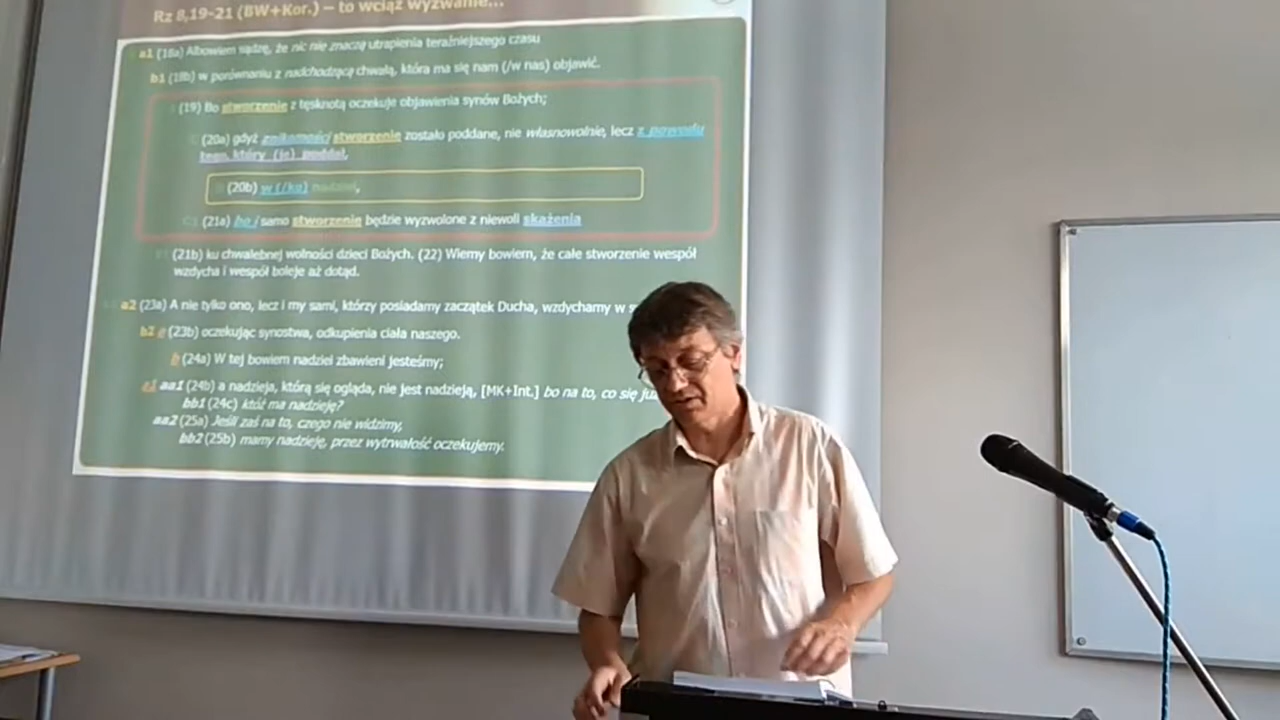 Rz 8,19-21 (BW+Kor.) – to wciąż wyzwanie...
a1 (18a) Albowiem sądzę, że nic nie znaczą utrapienia teraźniejszego czasu
b1 (18b) w porównaniu z nadchodzącą chwałą, która ma się nam (/w nas) objawić.
(19) Bo stworzenie z tęsknotą oczekuje objawienia synów Bożych;
(20a) gdyż znikomości stworzenie zostało poddane, nie własnowolnie, lecz z powodu
tego, który (je) poddał,
(20b) w (/ku) nadziei,
(21a) bo i samo stworzenie będzie wyzwolone z niewoli skażenia
(21b) ku chwalebnej wolności dzieci Bożych. (22) Wiemy bowiem, że całe stworzenie wespół
wzdycha i wespół boleje aż dotąd.
a2 (23a) A nie tylko ono, lecz i my sami, którzy posiadamy zaczątek Ducha, wzdychamy w s
b2 (23b) oczekując synostwa, odkupienia ciała naszego.
(24a) W tej bowiem nadziei zbawieni jesteśmy;
aa1 (24b) a nadzieja, którą się ogląda, nie jest nadzieją, [MK+Int.] bo na to, co się już
bb1 (24c) któż ma nadzieję?
aa2 (25a) Jeśli zaś na to, czego nie widzimy,
bb2 (25b) mamy nadzieję, przez wytrwałość oczekujemy.